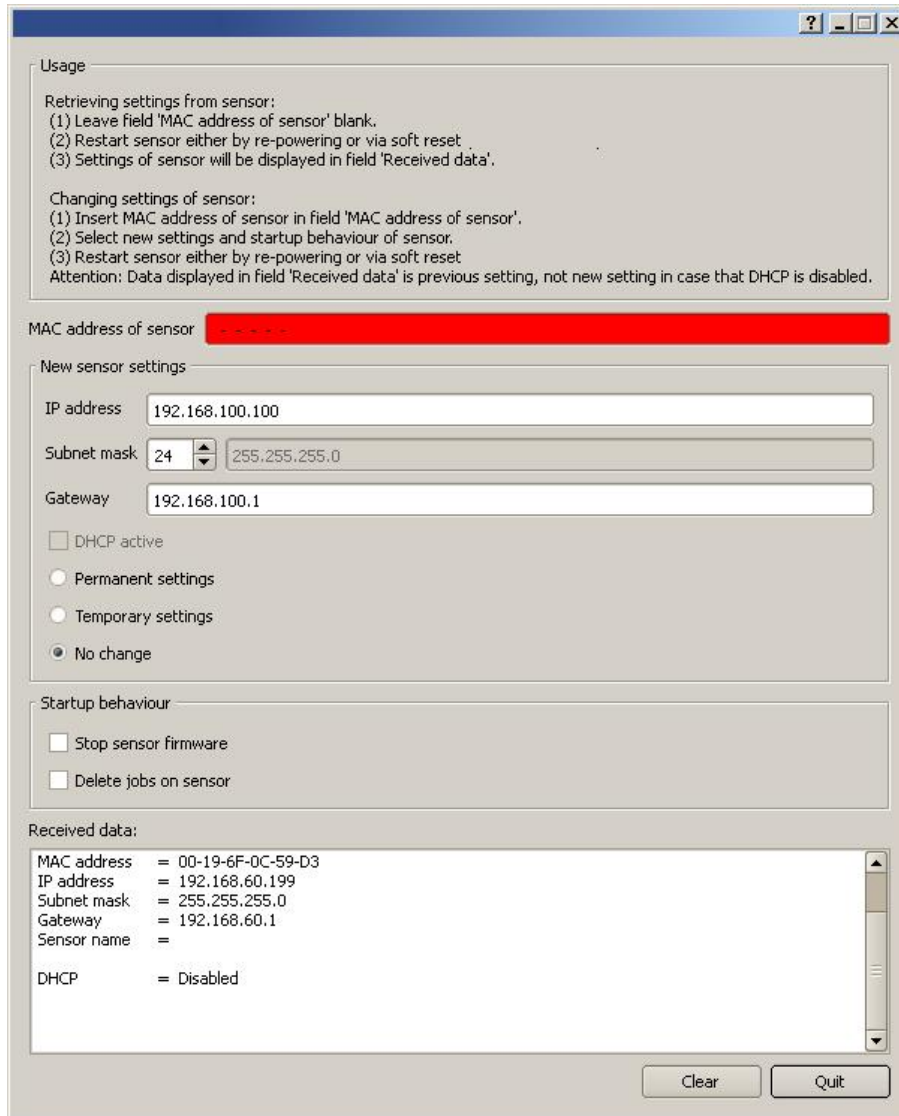 Usage
Retrieving settings from sensor:
(1) Leave field 'MAC address of sensor' blank.
(2) Restart sensor either by re-powering or via soft reset
(3) Settings of sensor will be displayed in field 'Received data'.
Changing settings of sensor:
(1) Insert MAC address of sensor in field 'MAC address of sensor'.
(2) Select new settings and startup behaviour of sensor.
(3) Restart sensor either by re-powering or via soft reset
Attention: Data displayed in field 'Received data' is previous setting, not new setting in case that DHCP is disabled.
MAC address of sensor - - - - -
New sensor settings
IP address 192.168.100.100
Subnet mask 24 255.255.255.0
Gateway 192.168.100.1
DHCP active
Permanent settings
Temporary settings
No change
Startup behaviour
Stop sensor firmware
Delete jobs on sensor
Received data:
MAC address = 00-19-6F-0C-59-D3
IP address = 192.168.60.199
Subnet mask = 255.255.255.0
Gateway = 192.168.60.1
Sensor name =
DHCP = Disabled
Clear Quit